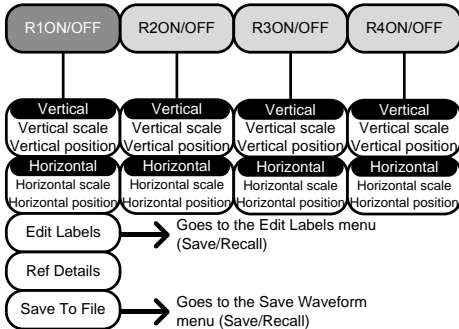 R1ON/OFF R2ON/OFF R3ON/OFF R4ON/OFF
Vertical Vertical Vertical Vertical
Vertical scale Vertical scale Vertical scale Vertical scale
Vertical position Vertical position Vertical position Vertical position
Horizontal Horizontal Horizontal Horizontal
Horizontal scale Horizontal scale Horizontal scale Horizontal scale
Horizontal position Horizontal position Horizontal position Horizontal position
Edit Labels Goes to the Edit Labels menu
(Save/Recall)
Ref Details
Save To File Goes to the Save Waveform
menu (Save/Recall)